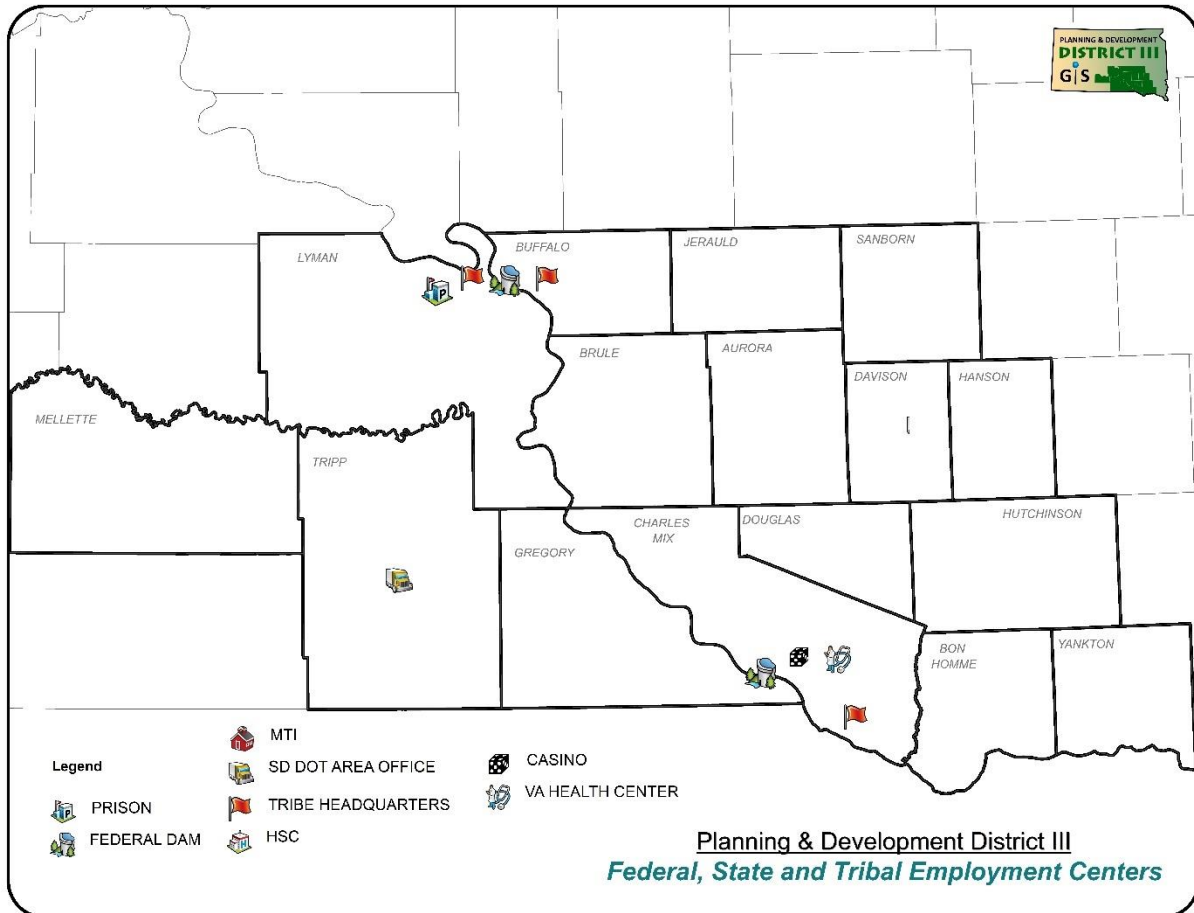 PLANNING & DEVELOPMENT
DISTRICT III
GIS
BUFFALO
JERAULD
SANBORN
LYMAN
BRULE
AURORA
DAVISON
HANSON
MELLETTE
TRIPP
CHARLES
MIX
DOUGLAS
HUTCHINSON
GREGORY
BON
HOMME
YANKTON
Legend
PRISON
FEDERAL DAM
MTI
SD DOT AREA OFFICE
TRIBE HEADQUARTERS
HSC
CASINO
VA HEALTH CENTER
Planning & Development District III
Federal, State and Tribal Employment Centers